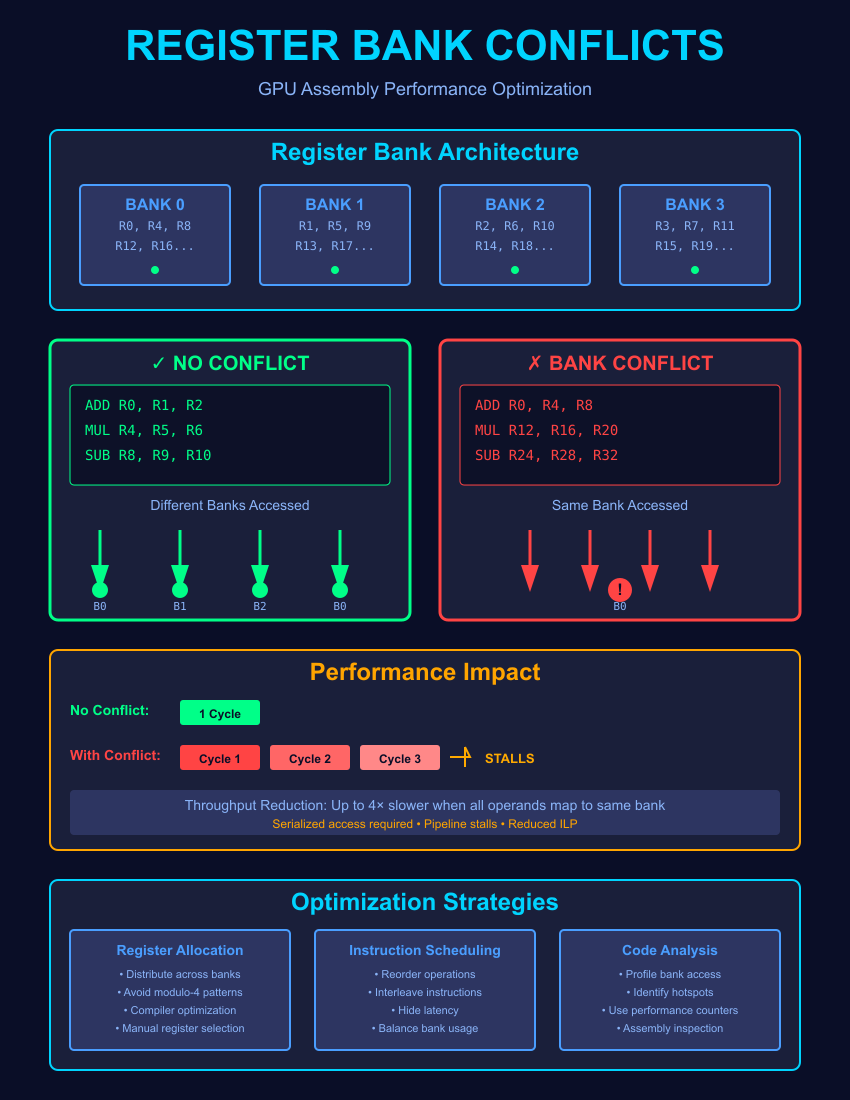 REGISTER BANK CONFLICTS
GPU Assembly Performance Optimization
Register Bank Architecture
BANK 0
R0, R4, R8
R12, R16...
BANK 1
R1, R5, R9
R13, R17...
BANK 2
R2, R6, R10
R14, R18...
BANK 3
R3, R7, R11
R15, R19...
✓ NO CONFLICT
ADD R0, R1, R2
MUL R4, R5, R6
SUB R8, R9, R10
Different Banks Accessed
B0 B1 B2 B0
✗ BANK CONFLICT
ADD R0, R4, R8
MUL R12, R16, R20
SUB R24, R28, R32
Same Bank Accessed
!
B0
Performance Impact
No Conflict: 1 Cycle
With Conflict: Cycle 1 Cycle 2 Cycle 3 STALLS
Throughput Reduction: Up to 4× slower when all operands map to same bank
Serialized access required • Pipeline stalls • Reduced ILP
Optimization Strategies
Register Allocation
• Distribute across banks
• Avoid modulo-4 patterns
• Compiler optimization
• Manual register selection
Instruction Scheduling
• Reorder operations
• Interleave instructions
• Hide latency
• Balance bank usage
Code Analysis
• Profile bank access
• Identify hotspots
• Use performance counters
• Assembly inspection